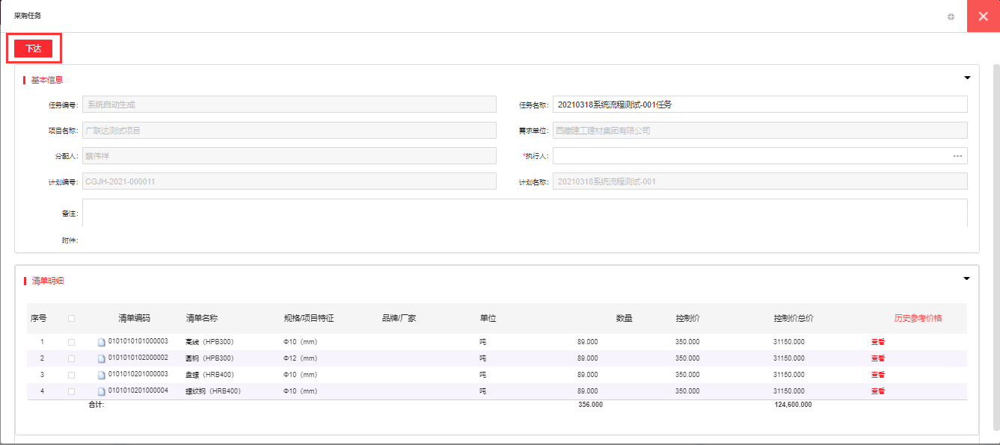 采购任务
下达
基本信息
任务编号: 系统自动生成 任务名称: 20210318系统流程测试-001任务
项目名称: 广联达测试项目 需求单位: 西藏建工建材集团有限公司
分配人: 蔡伟祥 *执行人: ...
计划编号: CGJH-2021-000011 计划名称: 20210318系统流程测试-001
备注:
附件:
清单明细
序号 清单编码 清单名称 规格/项目特征 品牌/厂家 单位 数量 控制价 控制价总价 历史参考价格
1 0101010101000003 高线（HPB300） Φ10（mm） 吨 89.000 350.000 31150.000 查看
2 0101010102000002 圆钢（HPB300） Φ12（mm） 吨 89.000 350.000 31150.000 查看
3 0101010201000003 盘螺（HRB400） Φ10（mm） 吨 89.000 350.000 31150.000 查看
4 0101010201000004 螺纹钢（HRB400） Φ10（mm） 吨 89.000 350.000 31150.000 查看
合计: 356.000 124,600.000